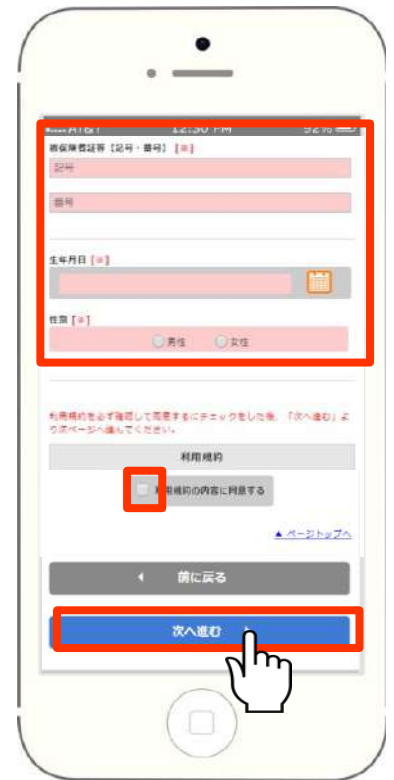 12:30 PM 92%
被保険者証等 (記号・番号) [※]
記号
番号
生年月日 [※]
性別 [※]
男性 女性
利用規約を必ず確認して同意するにチェックをした後、「次へ進む」よ
り次ページへ進んでください。
利用規約
利用規約の内容に同意する
▲ ページトップへ
前に戻る
次へ進む